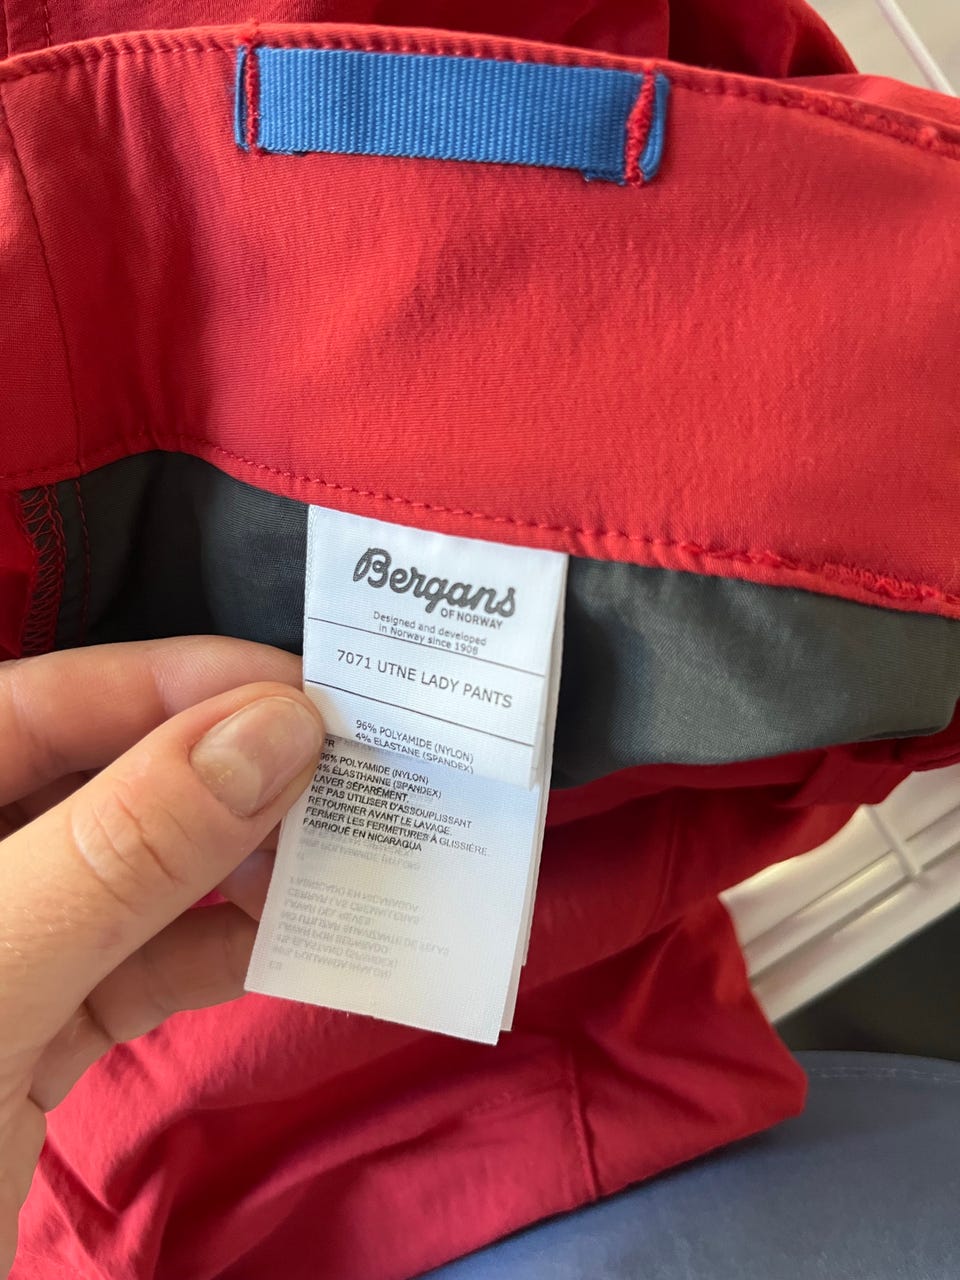 Bergans
OF NORWAY
Designed and developed
in Norway since 1908
7071 UTNE LADY PANTS
96% POLYAMIDE (NYLON)
4% ELASTANE (SPANDEX)
FR
96% POLYAMIDE (NYLON)
4% ÉLASTHANNE (SPANDEX)
LAVER SÉPARÉMENT.
NE PAS UTILISER D'ASSOUPLISSANT
RETOURNER AVANT LE LAVAGE.
FERMER LES FERMETURES À GLISSIÈRE.
FABRIQUÉ EN NICARAGUA